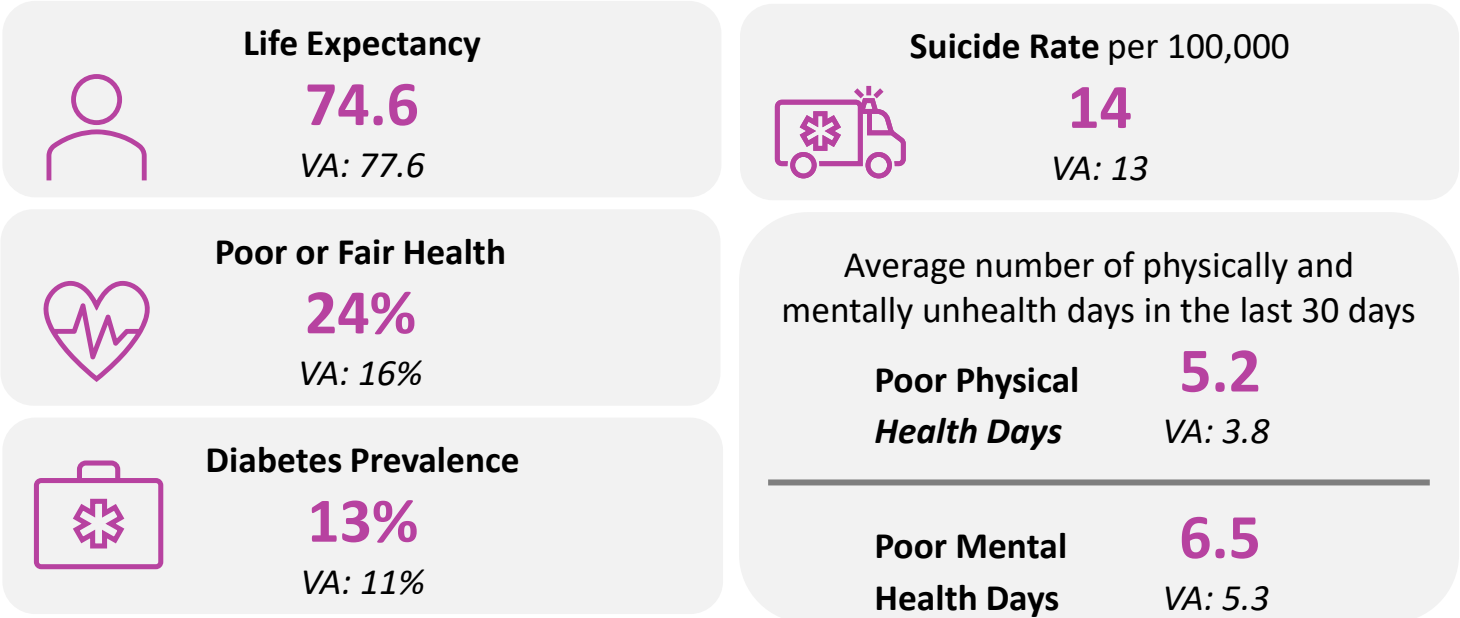 Life Expectancy
74.6
VA: 77.6
Poor or Fair Health
24%
VA: 16%
Diabetes Prevalence
13%
VA: 11%
Suicide Rate per 100,000
14
VA: 13
Average number of physically and
mentally unhealth days in the last 30 days
Poor Physical 5.2
Health Days VA: 3.8
Poor Mental 6.5
Health Days VA: 5.3